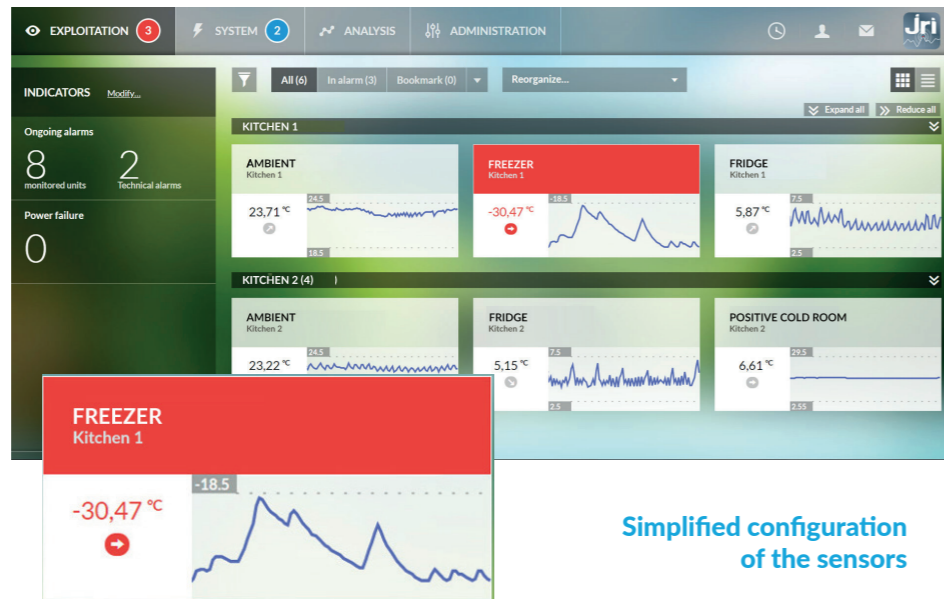 EXPLOITATION 3
SYSTEM 2
ANALYSIS
ADMINISTRATION
jri
INDICATORS Modify...
All (6) In alarm (3) Bookmark (0)
Reorganize...
Expand all Reduce all
Ongoing alarms
8 2
monitored units Technical alarms
Power failure
0
KITCHEN 1
AMBIENT
Kitchen 1
24.5
23,71 °C
18.5
FREEZER
Kitchen 1
-18.5
-30,47 °C
FRIDGE
Kitchen 1
7.5
5,87 °C
2.5
KITCHEN 2 (4) )
AMBIENT
Kitchen 2
24.5
23,22 °C
FRIDGE
Kitchen 2
7.5
5,15 °C
2.5
POSITIVE COLD ROOM
Kitchen 2
29.5
6,61 °C
2.55
FREEZER
Kitchen 1
-18.5
-30,47 °C
Simplified configuration
of the sensors